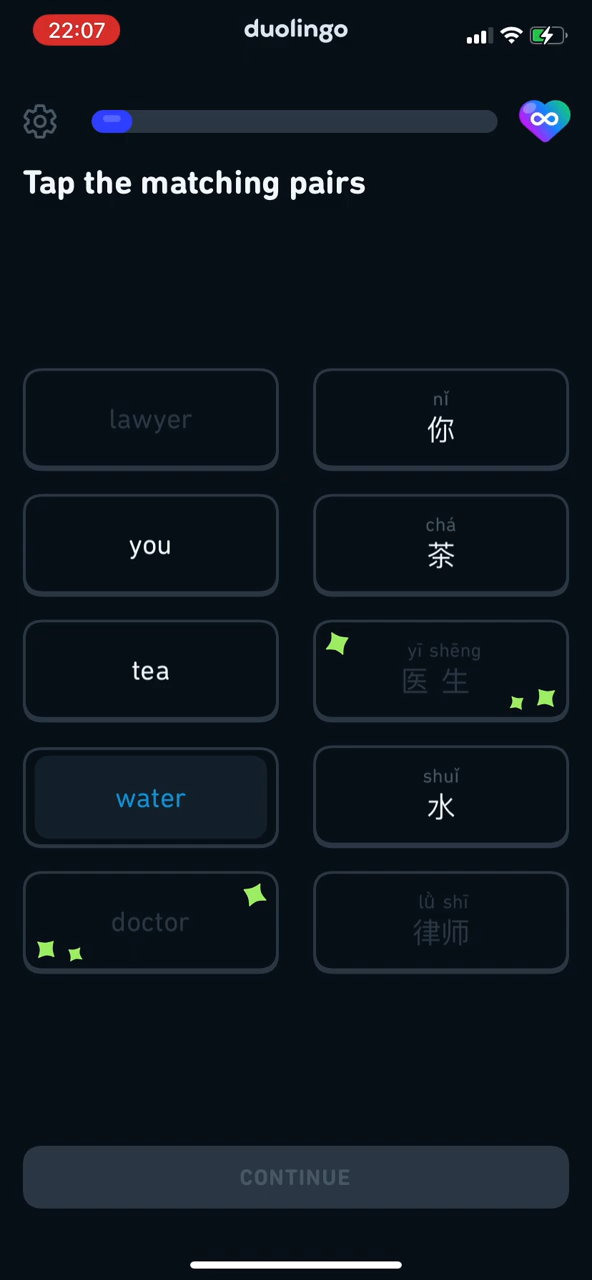 22:07
duolingo
Tap the matching pairs
lawyer
nǐ
你
you
chá
茶
tea
yī shēng
医 生
water
shuǐ
水
doctor
lǜ shī
律师
CONTINUE